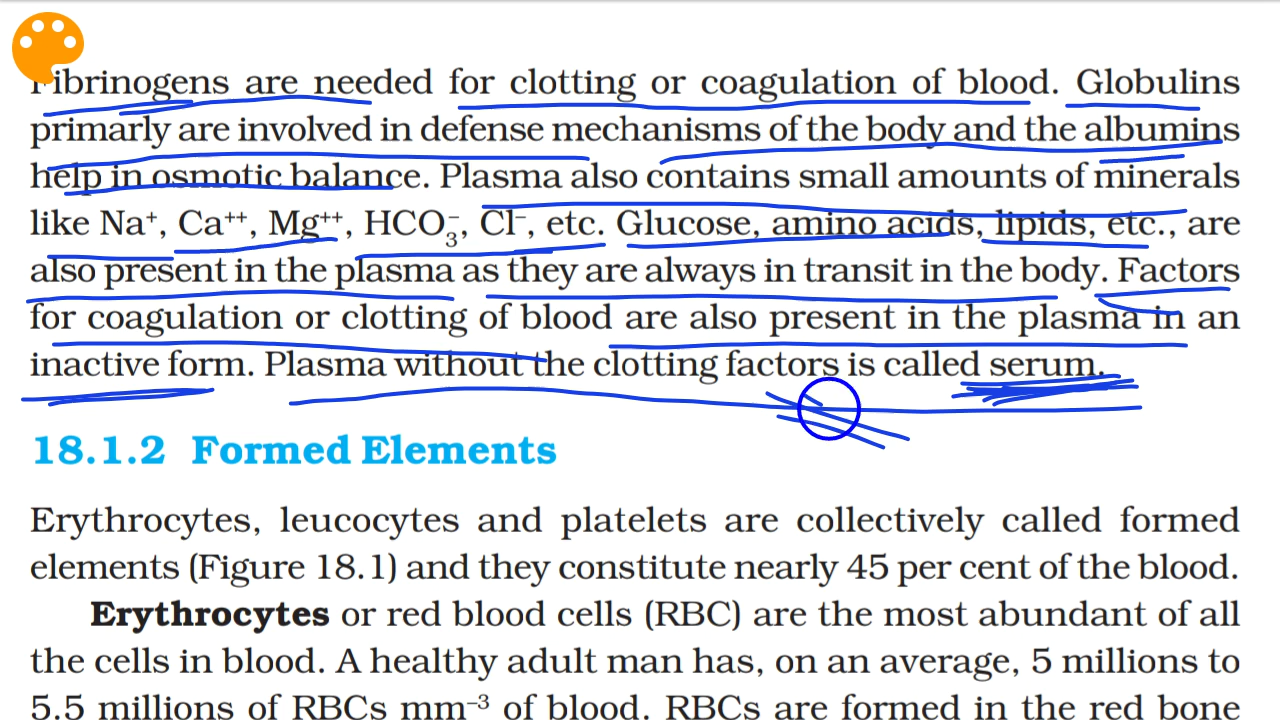 Fibrinogens are needed for clotting or coagulation of blood. Globulins
primarly are involved in defense mechanisms of the body and the albumins
help in osmotic balance. Plasma also contains small amounts of minerals
like Na⁺, Ca⁺⁺, Mg⁺⁺, HCO₃⁻, Cl⁻, etc. Glucose, amino acids, lipids, etc., are
also present in the plasma as they are always in transit in the body. Factors
for coagulation or clotting of blood are also present in the plasma in an
inactive form. Plasma without the clotting factors is called serum.
18.1.2 Formed Elements
Erythrocytes, leucocytes and platelets are collectively called formed
elements (Figure 18.1) and they constitute nearly 45 per cent of the blood.
Erythrocytes or red blood cells (RBC) are the most abundant of all
the cells in blood. A healthy adult man has, on an average, 5 millions to
5.5 millions of RBCs mm⁻³ of blood. RBCs are formed in the red bone